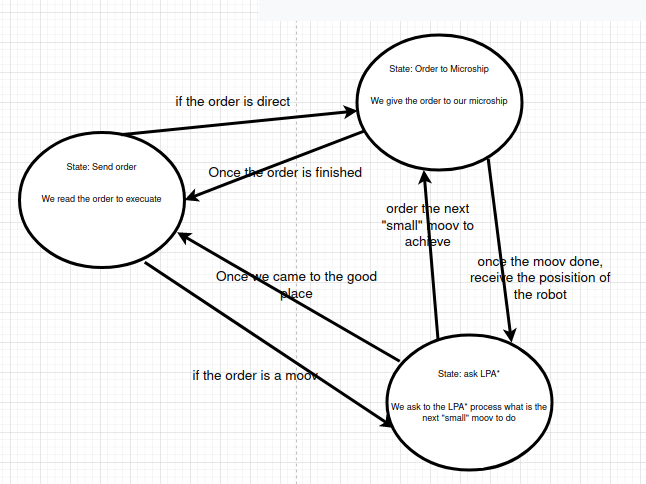 State: Order to Microship
We give the order to our microship
if the order is direct
Once the order is finished
State: Send order
We read the order to execuate
order the next
"small" moov to
achieve
once the moov done,
receive the posisition of
the robot
Once we came to the good
place
if the order is a moov
State: ask LPA*
We ask to the LPA* process what is the
next "small" moov to do